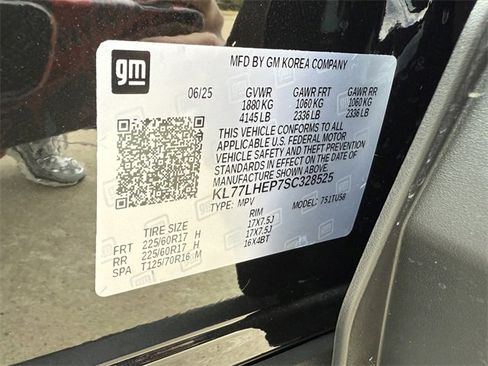 gm
MFD BY GM KOREA COMPANY
06/25 GVWR GAWR FRT GAWR RR
1880 KG 1060 KG 1060 KG
4145 LB 2336 LB 2336 LB
THIS VEHICLE CONFORMS TO ALL
APPLICABLE U.S. FEDERAL MOTOR
VEHICLE SAFETY AND THEFT PREVENTION
STANDARDS IN EFFECT ON THE DATE OF
MANUFACTURE SHOWN ABOVE.
KL77LHEP7SC328525
TYPE: MPV MODEL: 7S1TU58
TIRE SIZE RIM
FRT 225/60R17 H 17X7.5J
RR 225/60R17 H 17X7.5J
SPA T125/70R16 M 16X4BT